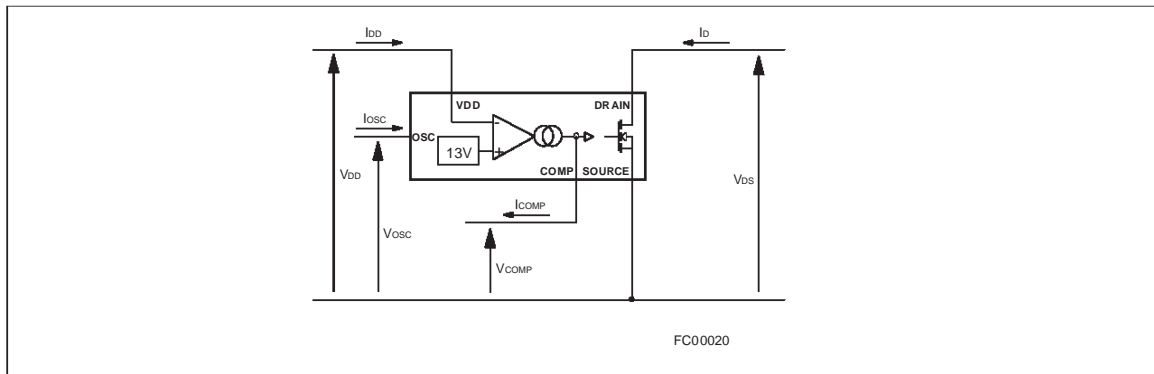 IDD
ID
VDD
DRAIN
IOSC
OSC
-
13V
+
COMP SOURCE
VDD
VDS
ICOMP
VOSC
VCOMP
FC00020